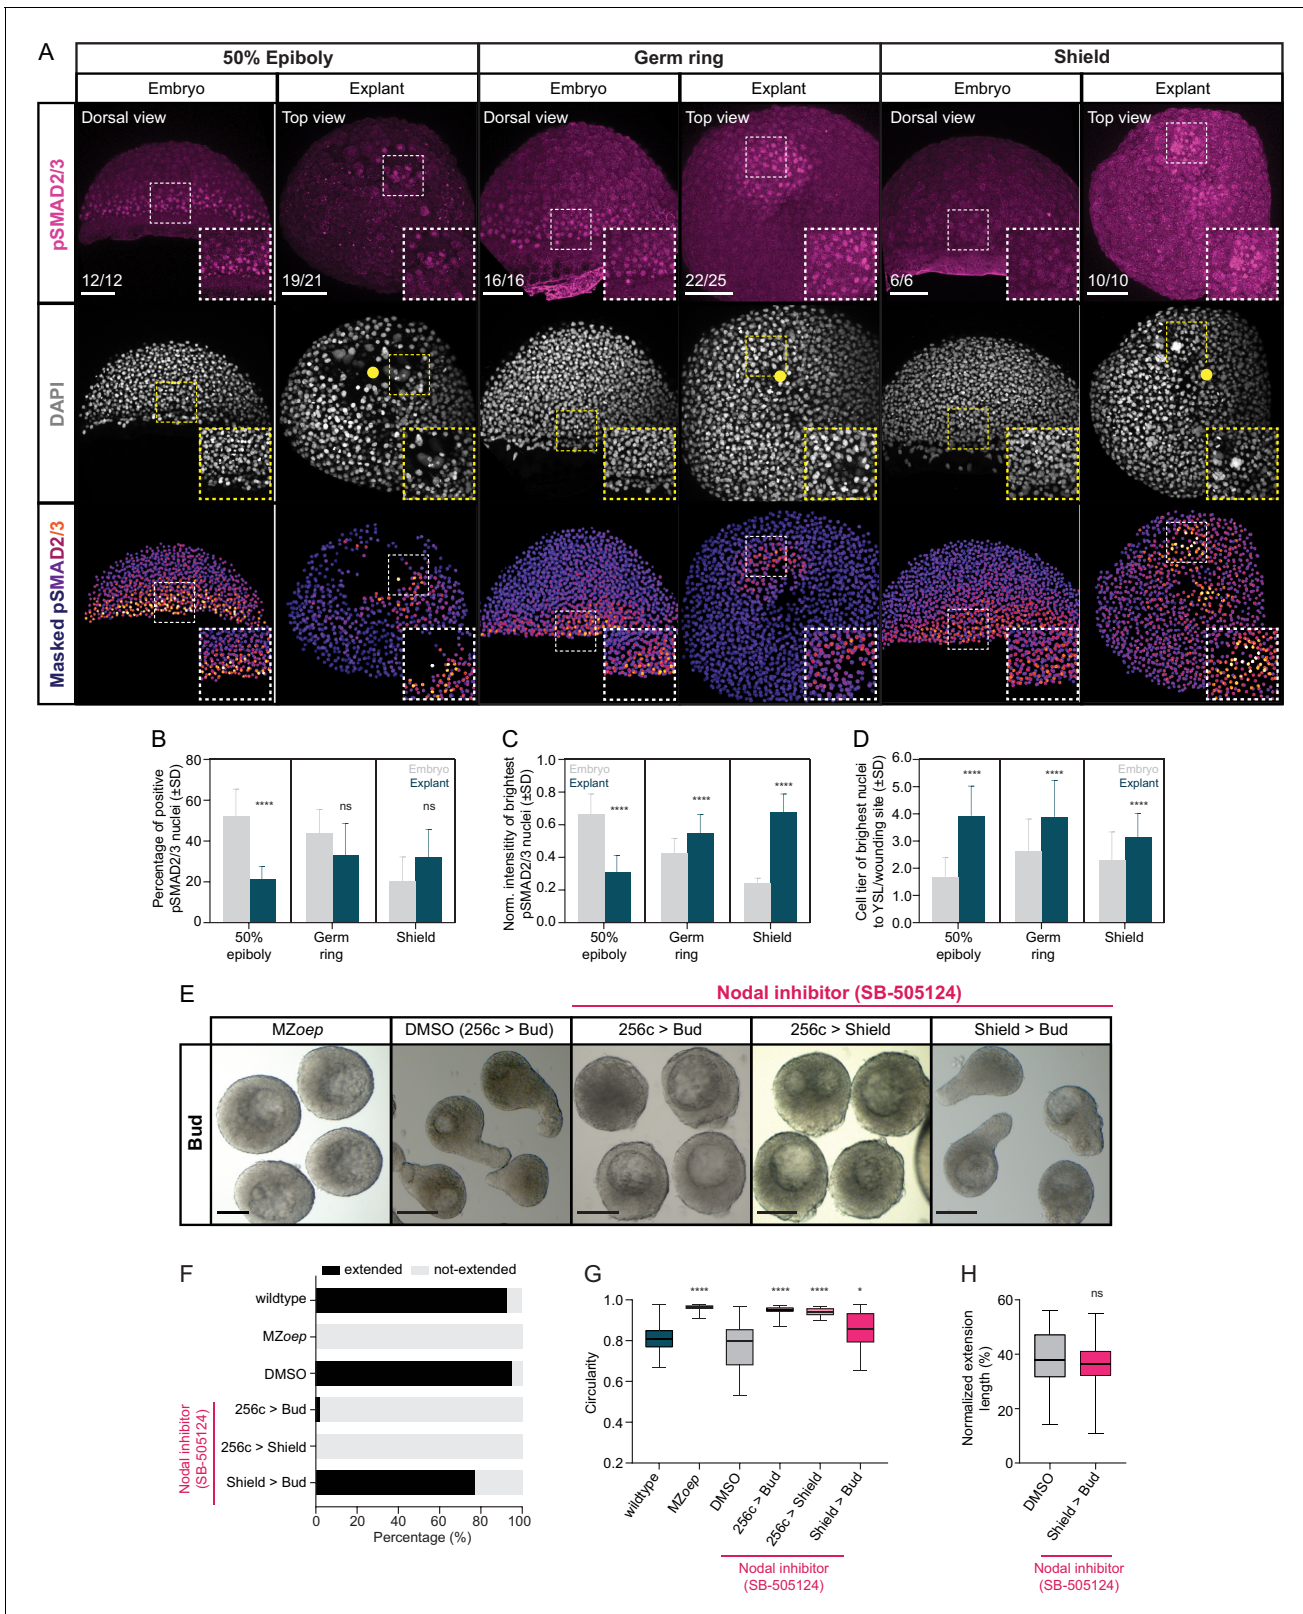 A
50% Epiboly
Germ ring
Shield
Embryo
Explant
Embryo
Explant
Embryo
Explant
pSMAD2/3
Dorsal view
Top view
Dorsal view
Top view
Dorsal view
Top view
12/12
19/21
16/16
22/25
6/6
10/10
DAPI
Masked pSMAD2/3
B
Percentage of positive
pSMAD2/3 nuclei (±SD)
80
60
40
20
0
Embryo
Explant
****
ns
ns
50%
epiboly
Germ
ring
Shield
C
Norm. intensitity of brightest
pSMAD2/3 nuclei (±SD)
1.0
0.8
0.6
0.4
0.2
0.0
Embryo
Explant
****
****
****
50%
epiboly
Germ
ring
Shield
D
Cell tier of brightest nuclei
to YSL/wounding site (±SD)
6.0
5.0
4.0
3.0
2.0
1.0
0.0
Embryo
Explant
****
****
****
50%
epiboly
Germ
ring
Shield
E
Nodal inhibitor (SB-505124)
MZoep
DMSO (256c > Bud)
256c > Bud
256c > Shield
Shield > Bud
Bud
F
extended
not-extended
wildtype
MZoep
DMSO
256c > Bud
256c > Shield
Shield > Bud
Nodal inhibitor
(SB-505124)
0
20
40
60
80
100
Percentage (%)
G
Circularity
1.0
0.8
0.6
0.4
0.2
****
****
****
*
wildtype
MZoep
DMSO
256c > Bud
256c > Shield
Shield > Bud
Nodal inhibitor
(SB-505124)
H
Normalized extension
length (%)
60
40
20
0
ns
DMSO
Shield > Bud
Nodal inhibitor
(SB-505124)